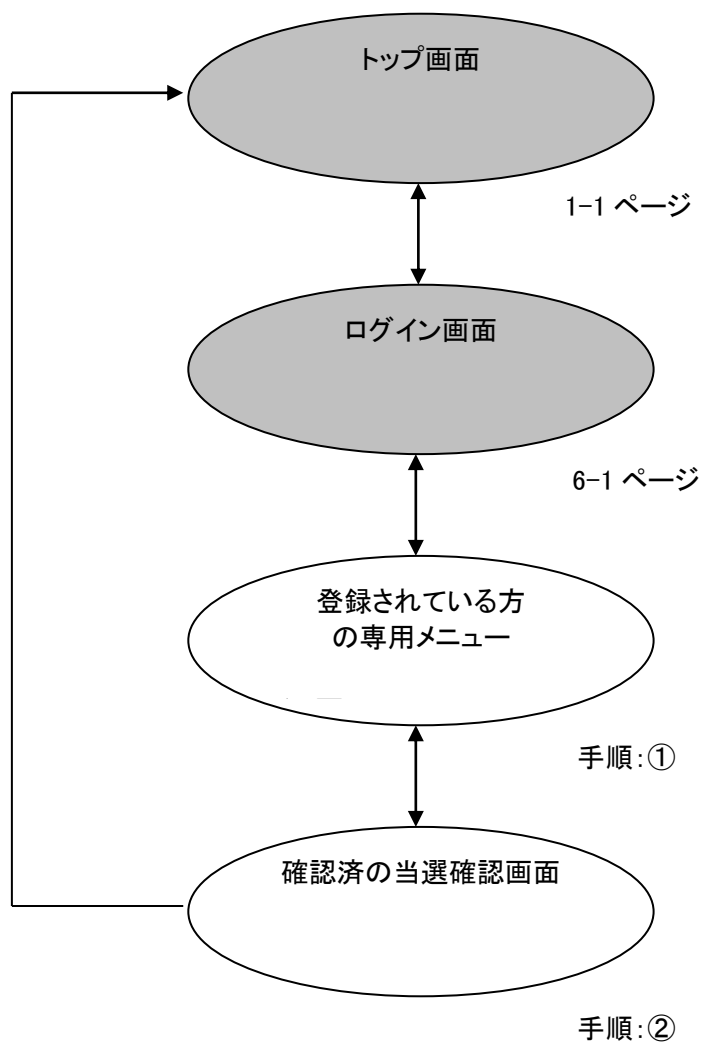 トップ画面
1-1 ページ
ログイン画面
6-1 ページ
登録されている方
の専用メニュー
手順:①
確認済の当選確認画面
手順:②